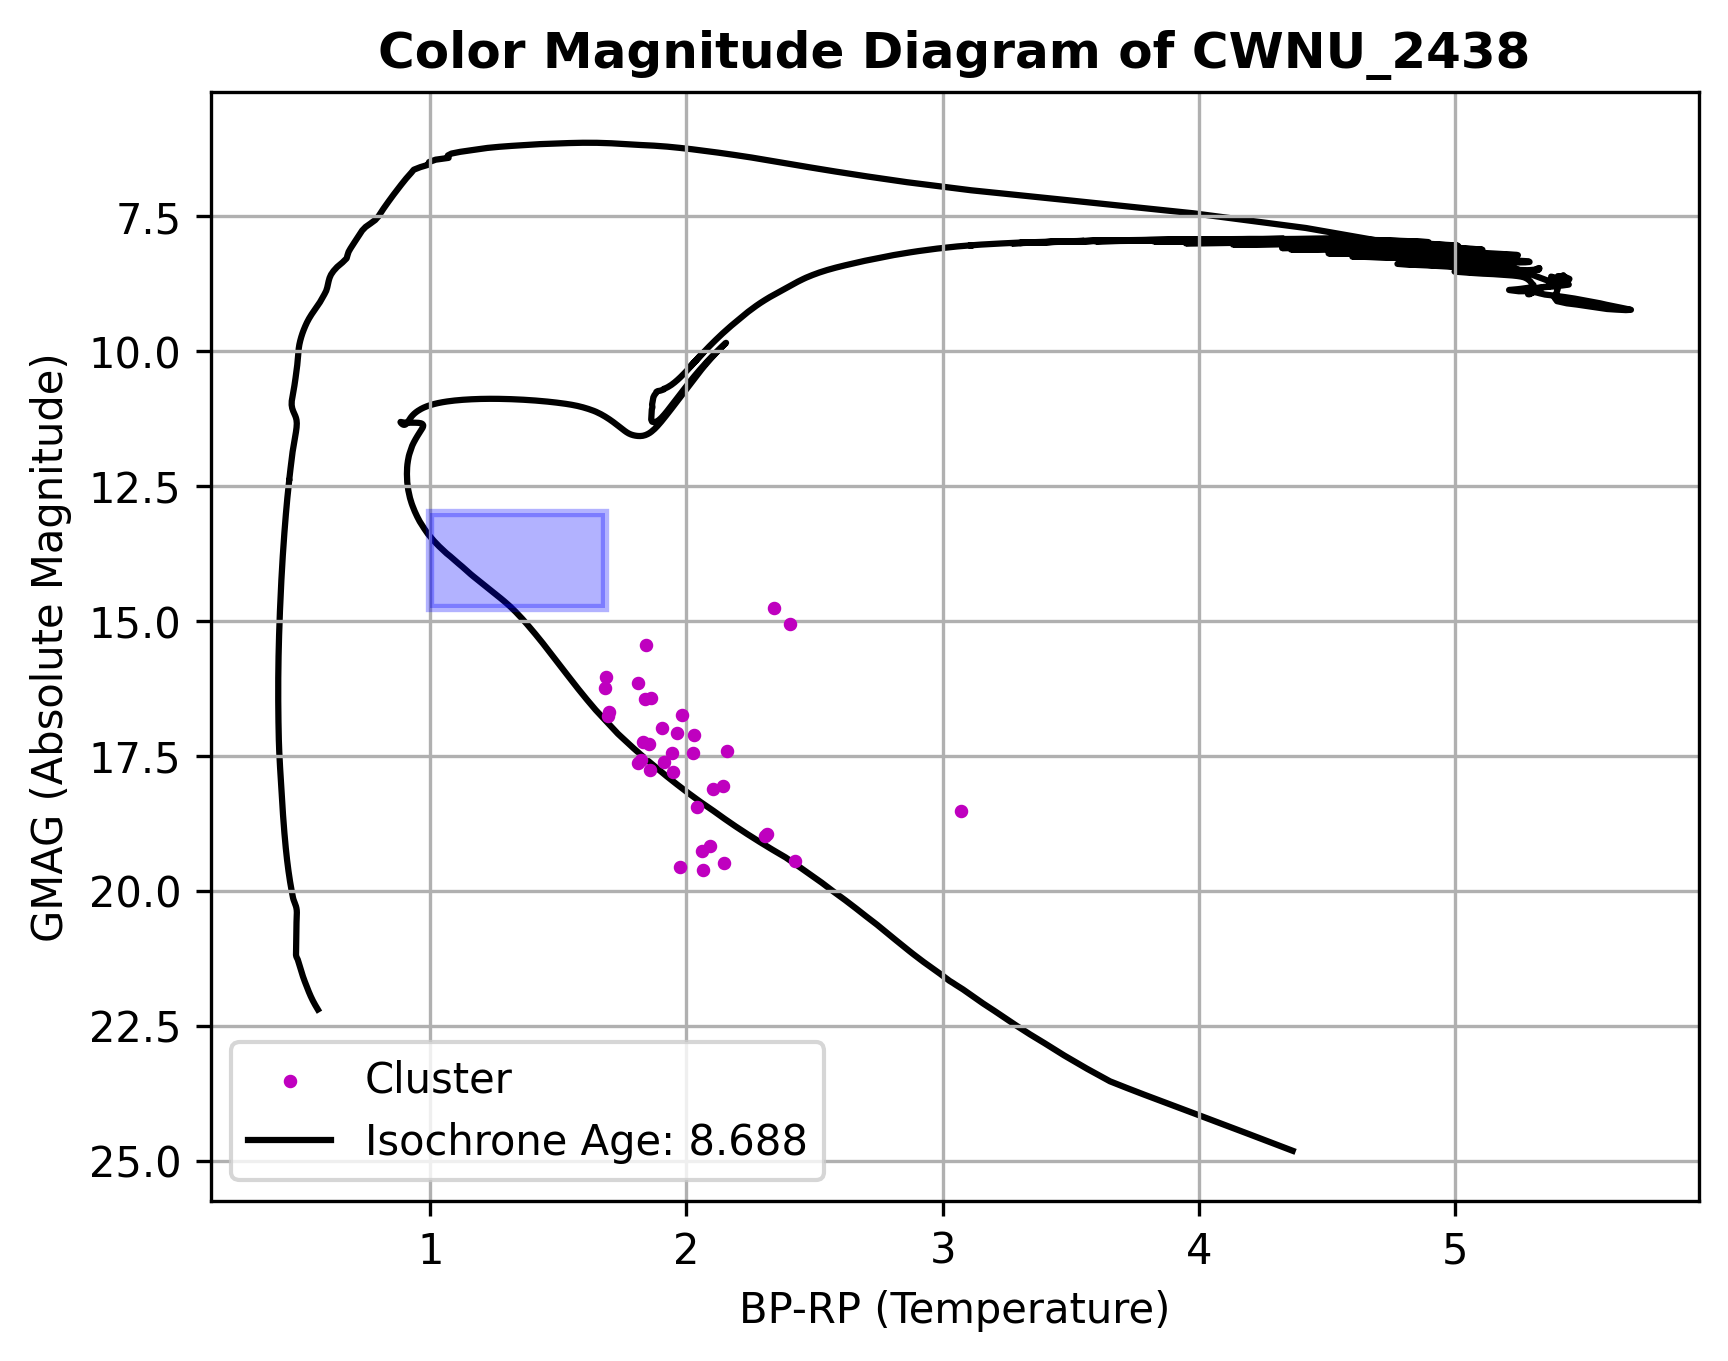 Color Magnitude Diagram of CWNU_2438
GMAG (Absolute Magnitude)
7.5
10.0
12.5
15.0
17.5
20.0
22.5
25.0
Cluster
Isochrone Age: 8.688
1 2 3 4 5
BP-RP (Temperature)